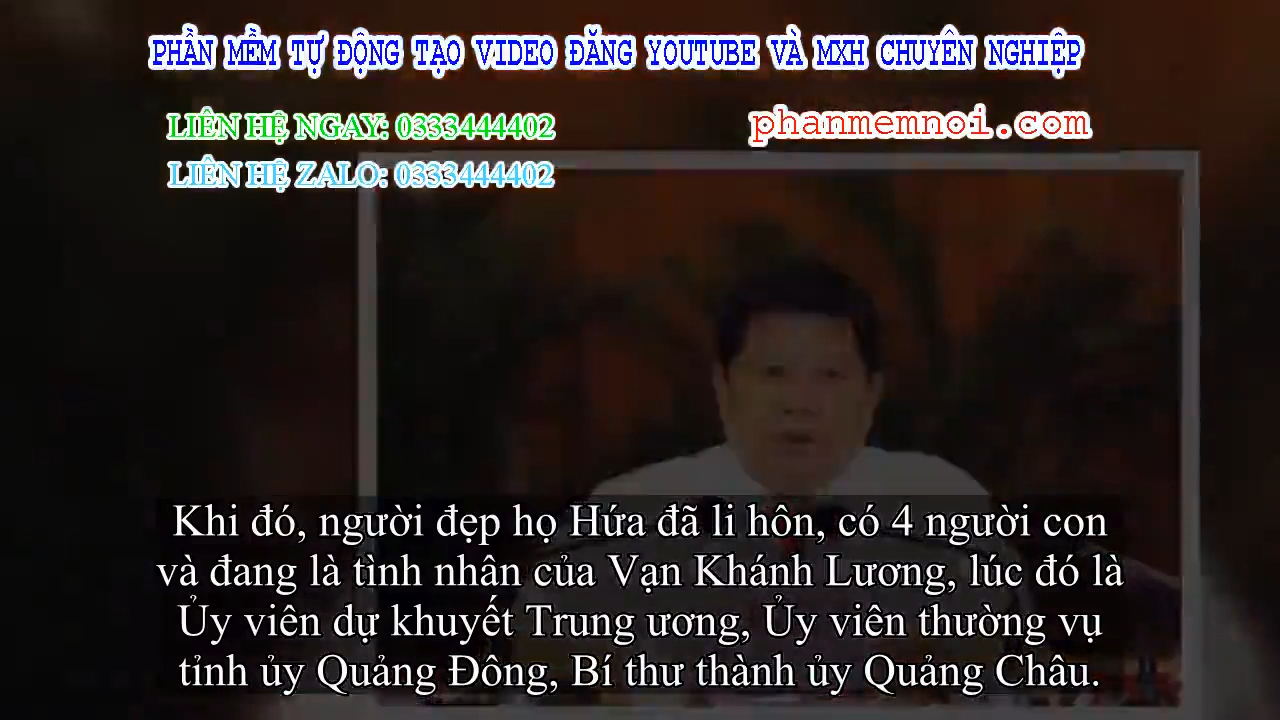 PHẦN MỀM TỰ ĐỘNG TẠO VIDEO ĐĂNG YOUTUBE VÀ MXH CHUYÊN NGHIỆP
LIÊN HỆ NGAY: 0333444402
phanmemnoi.com
LIÊN HỆ ZALO: 0333444402
Khi đó, người đẹp họ Hứa đã li hôn, có 4 người con
và đang là tình nhân của Vạn Khánh Lương, lúc đó là
Ủy viên dự khuyết Trung ương, Ủy viên thường vụ
tỉnh ủy Quảng Đông, Bí thư thành ủy Quảng Châu.